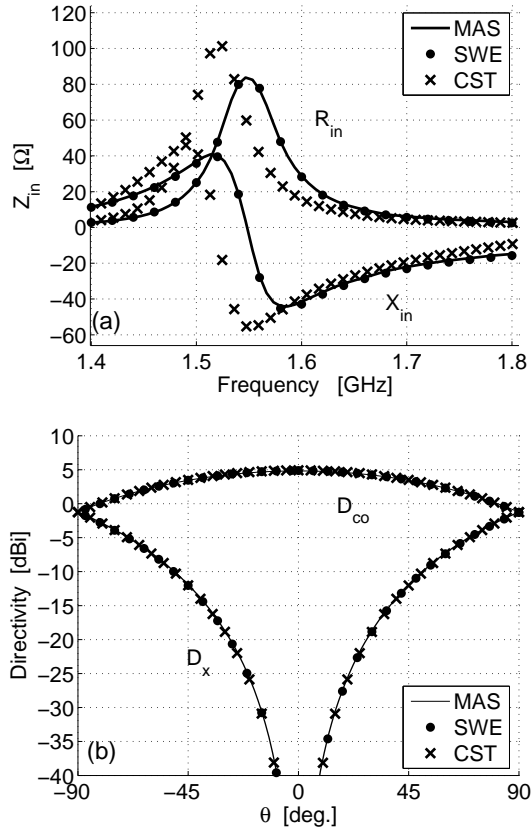 120
100
80
60
40
20
0
−20
−40
−60
Z_in [Ω]
MAS
SWE
CST
R_in
X_in
(a)
1.4 1.5 1.6 1.7 1.8
Frequency [GHz]
10
5
0
−5
−10
−15
−20
−25
−30
−35
−40
Directivity [dBi]
D_co
D_x
MAS
SWE
CST
(b)
−90 −45 0 45 90
θ [deg.]